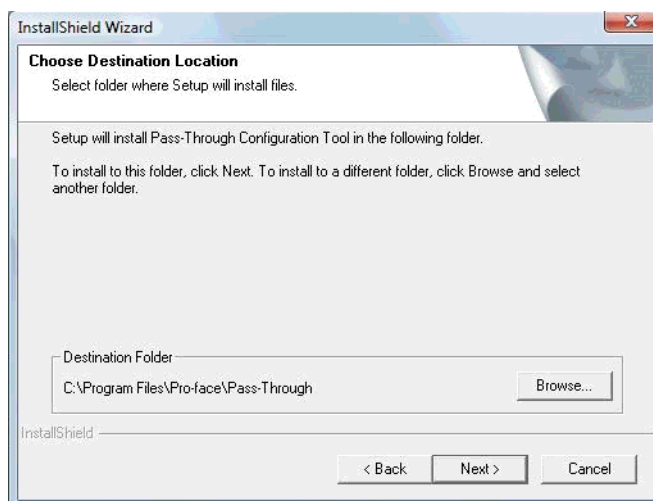 InstallShield Wizard
Choose Destination Location
Select folder where Setup will install files.
Setup will install Pass-Through Configuration Tool in the following folder.
To install to this folder, click Next. To install to a different folder, click Browse and select
another folder.
Destination Folder
C:\Program Files\Pro-face\Pass-Through
Browse...
InstallShield
< Back
Next >
Cancel